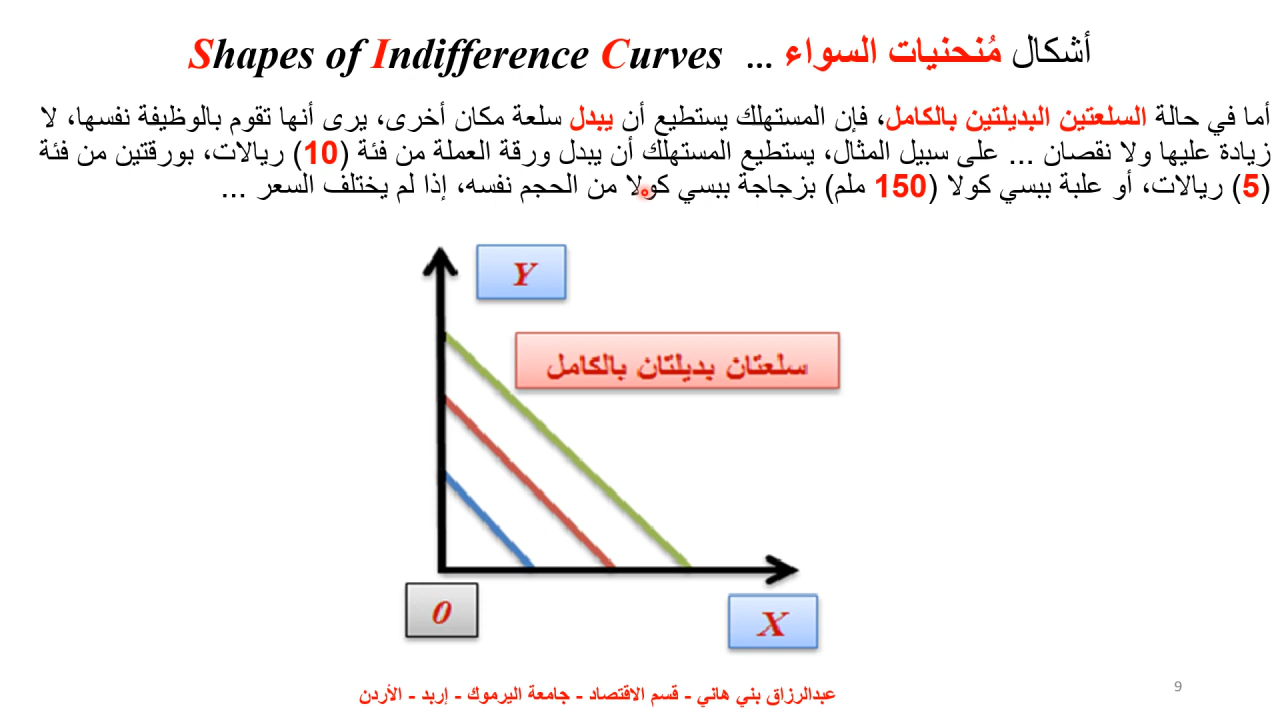 أشكال مُنحنيات السواء ... Shapes of Indifference Curves
أما في حالة السلعتين البديلتين بالكامل، فإن المستهلك يستطيع أن يبدل سلعة مكان أخرى، يرى أنها تقوم بالوظيفة نفسها، لا
زيادة عليها ولا نقصان ... على سبيل المثال، يستطيع المستهلك أن يبدل ورقة العملة من فئة (10) ريالات، بورقتين من فئة
(5) ريالات، أو علبة ببسي كولا (150 ملم) بزجاجة ببسي كولا من الحجم نفسه، إذا لم يختلف السعر ...
Y
سلعتان بديلتان بالكامل
0
X
عبدالرزاق بني هاني - قسم الاقتصاد - جامعة اليرموك - إربد - الأردن
9